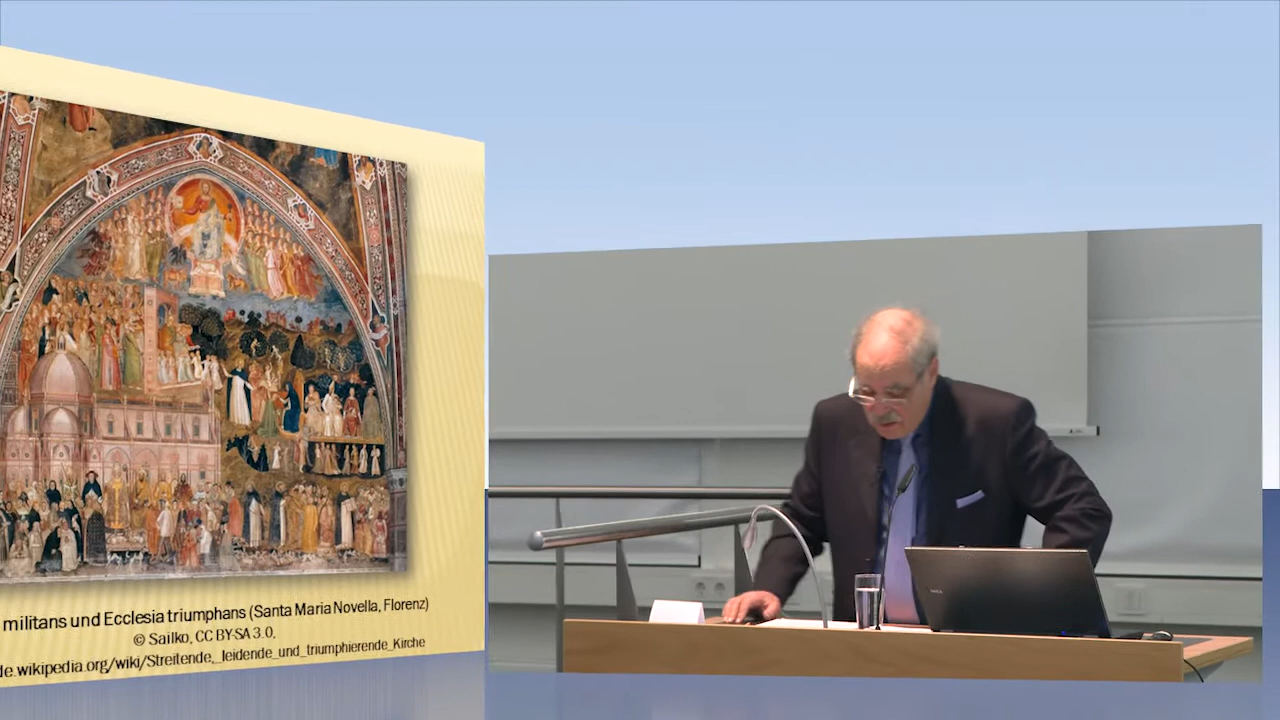 militans und Ecclesia triumphans (Santa Maria Novella, Florenz)
© Sailko, CC BY-SA 3.0,
de.wikipedia.org/wiki/Streitende,_leidende_und_triumphierende_Kirche